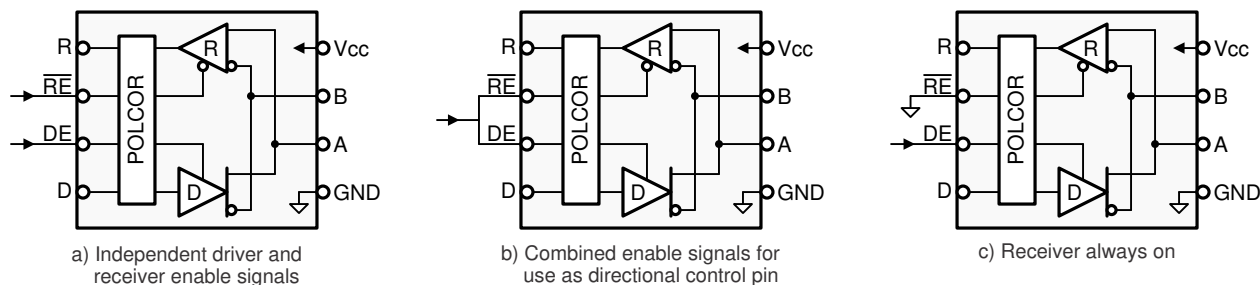 R
RE
DE
D
POLCOR
R
D
Vcc
B
A
GND
a) Independent driver and
receiver enable signals
R
RE
DE
D
POLCOR
R
D
Vcc
B
A
GND
b) Combined enable signals for
use as directional control pin
R
RE
DE
D
POLCOR
R
D
Vcc
B
A
GND
c) Receiver always on